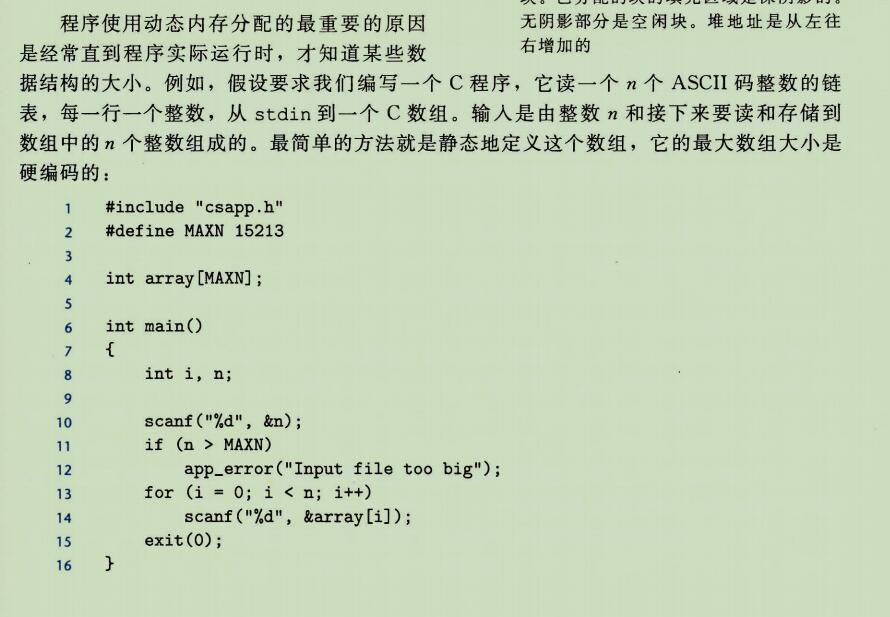 程序使用动态内存分配的最重要的原因
是经常直到程序实际运行时，才知道某些数
无阴影部分是空闲块。堆地址是从左往
右增加的
据结构的大小。例如，假设要求我们编写一个 C 程序，它读一个 n 个 ASCII 码整数的链
表，每一行一个整数，从 stdin 到一个 C 数组。输入是由整数 n 和接下来要读和存储到
数组中的 n 个整数组成的。最简单的方法就是静态地定义这个数组，它的最大数组大小是
硬编码的：
1 #include "csapp.h"
2 #define MAXN 15213
3
4 int array[MAXN];
5
6 int main()
7 {
8 int i, n;
9
10 scanf("%d", &n);
11 if (n > MAXN)
12 app_error("Input file too big");
13 for (i = 0; i < n; i++)
14 scanf("%d", &array[i]);
15 exit(0);
16 }